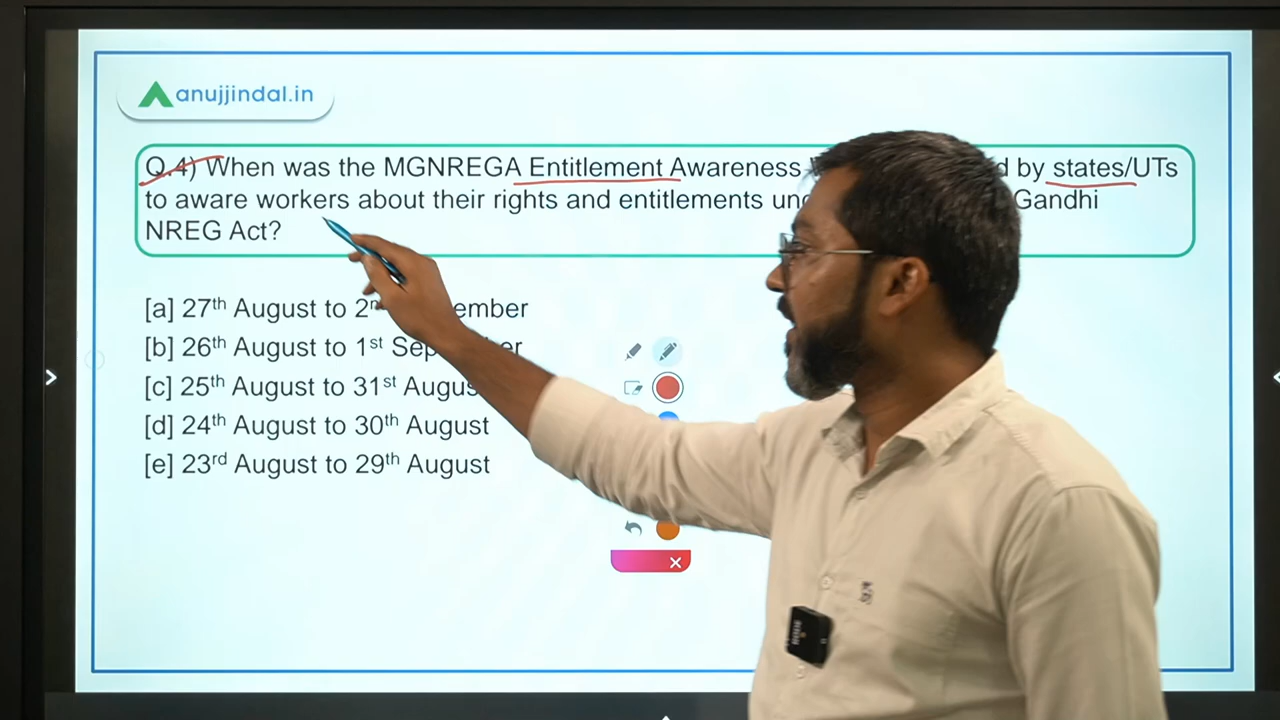 anujjindal.in
Q.4) When was the MGNREGA Entitlement Awareness d by states/UTs
to aware workers about their rights and entitlements Gandhi
NREG Act?
[a] 27th August to 2
[b] 26th August to 1st
[c] 25th August to 31st
[d] 24th August to 30th August
[e] 23rd August to 29th August